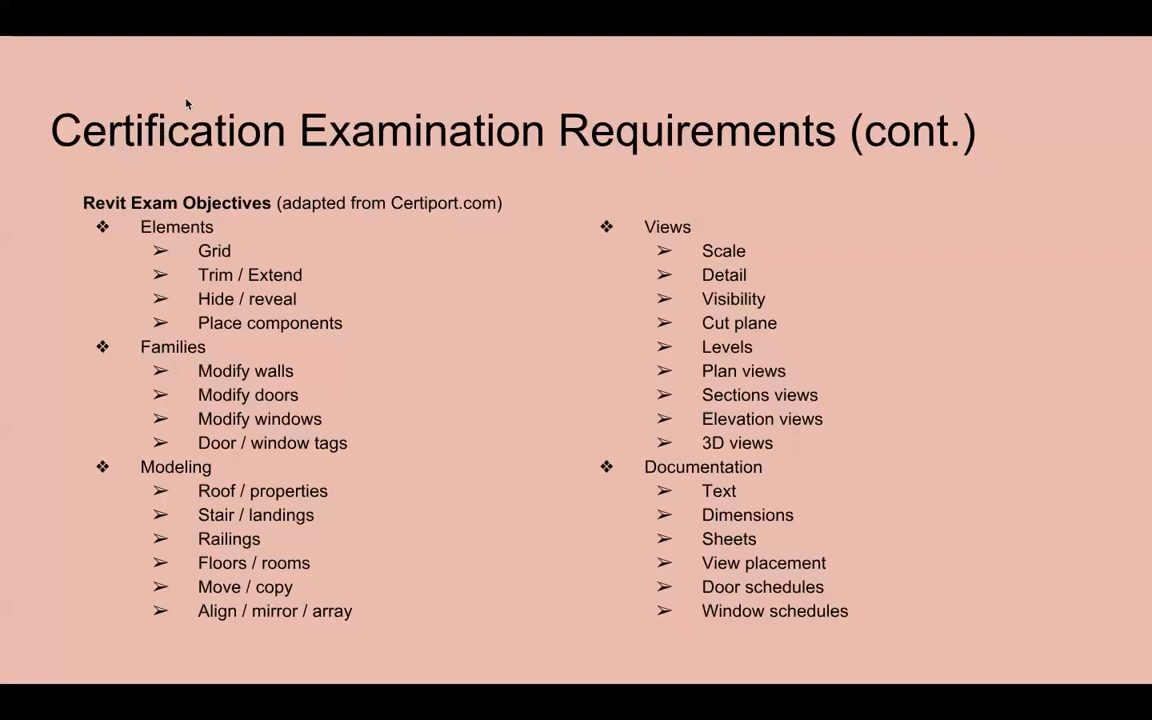 Certification Examination Requirements (cont.)
Revit Exam Objectives (adapted from Certiport.com)
❖ Elements
➢ Grid
➢ Trim / Extend
➢ Hide / reveal
➢ Place components
❖ Families
➢ Modify walls
➢ Modify doors
➢ Modify windows
➢ Door / window tags
❖ Modeling
➢ Roof / properties
➢ Stair / landings
➢ Railings
➢ Floors / rooms
➢ Move / copy
➢ Align / mirror / array
❖ Views
➢ Scale
➢ Detail
➢ Visibility
➢ Cut plane
➢ Levels
➢ Plan views
➢ Sections views
➢ Elevation views
➢ 3D views
❖ Documentation
➢ Text
➢ Dimensions
➢ Sheets
➢ View placement
➢ Door schedules
➢ Window schedules